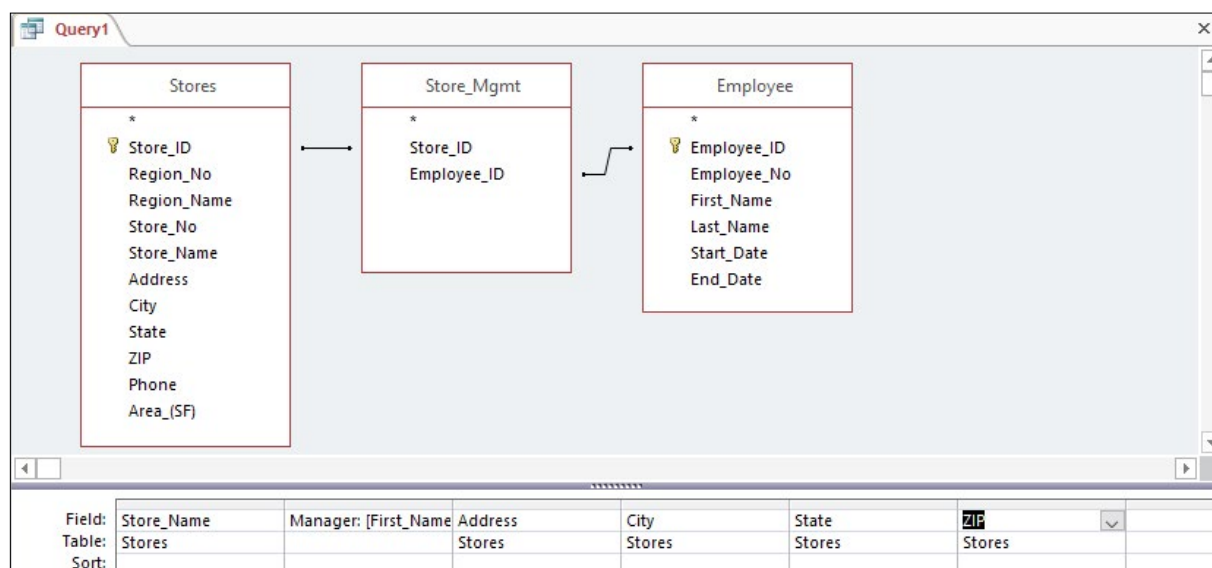 Query1
Stores
*
Store_ID
Region_No
Region_Name
Store_No
Store_Name
Address
City
State
ZIP
Phone
Area_(SF)
Store_Mgmt
*
Store_ID
Employee_ID
Employee
*
Employee_ID
Employee_No
First_Name
Last_Name
Start_Date
End_Date
Field: Store_Name Manager: [First_Name Address City State ZIP
Table: Stores Stores Stores Stores Stores
Sort: